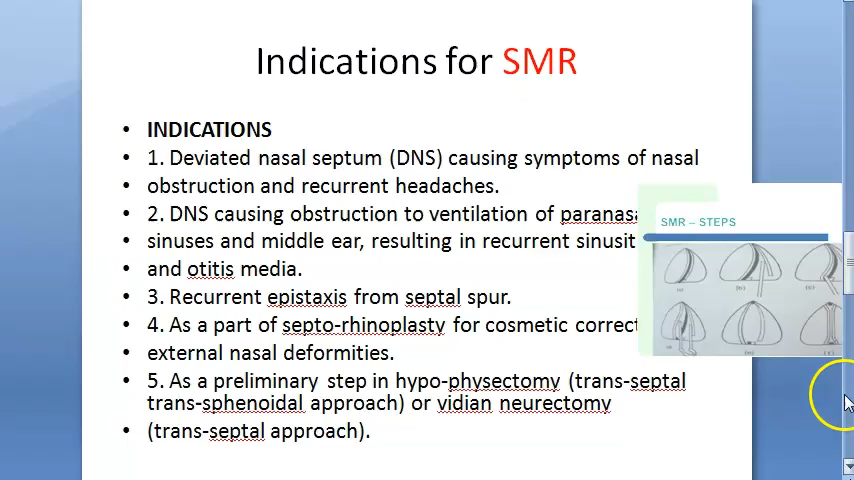 Indications for SMR
• INDICATIONS
• 1. Deviated nasal septum (DNS) causing symptoms of nasal
• obstruction and recurrent headaches.
• 2. DNS causing obstruction to ventilation of paranasa
• sinuses and middle ear, resulting in recurrent sinusit
• and otitis media.
• 3. Recurrent epistaxis from septal spur.
• 4. As a part of septo-rhinoplasty for cosmetic correct
• external nasal deformities.
• 5. As a preliminary step in hypo-physectomy (trans-septal
trans-sphenoidal approach) or vidian neurectomy
• (trans-septal approach).
SMR – STEPS